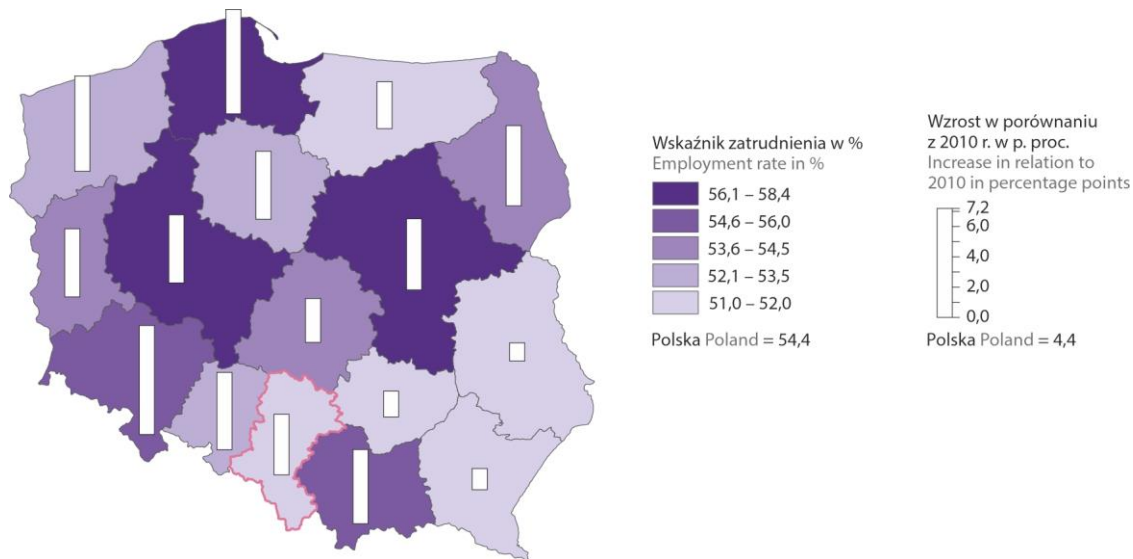 Wskaźnik zatrudnienia w %
Employment rate in %
56,1 – 58,4
54,6 – 56,0
53,6 – 54,5
52,1 – 53,5
51,0 – 52,0
Polska Poland = 54,4
Wzrost w porównaniu
z 2010 r. w p. proc.
Increase in relation to
2010 in percentage points
7,2
6,0
4,0
2,0
0,0
Polska Poland = 4,4